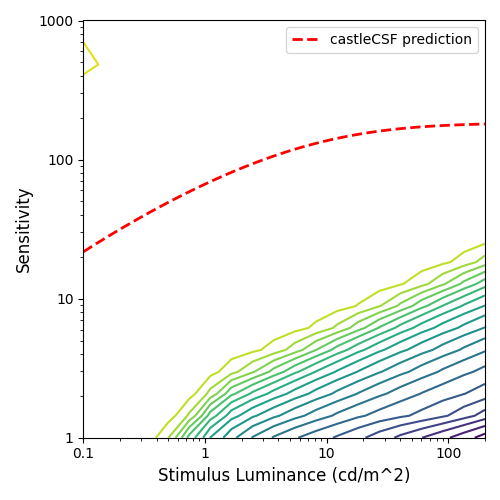 1000
castleCSF prediction
100
Sensitivity
10
1
0.1 1 10 100
Stimulus Luminance (cd/m^2)